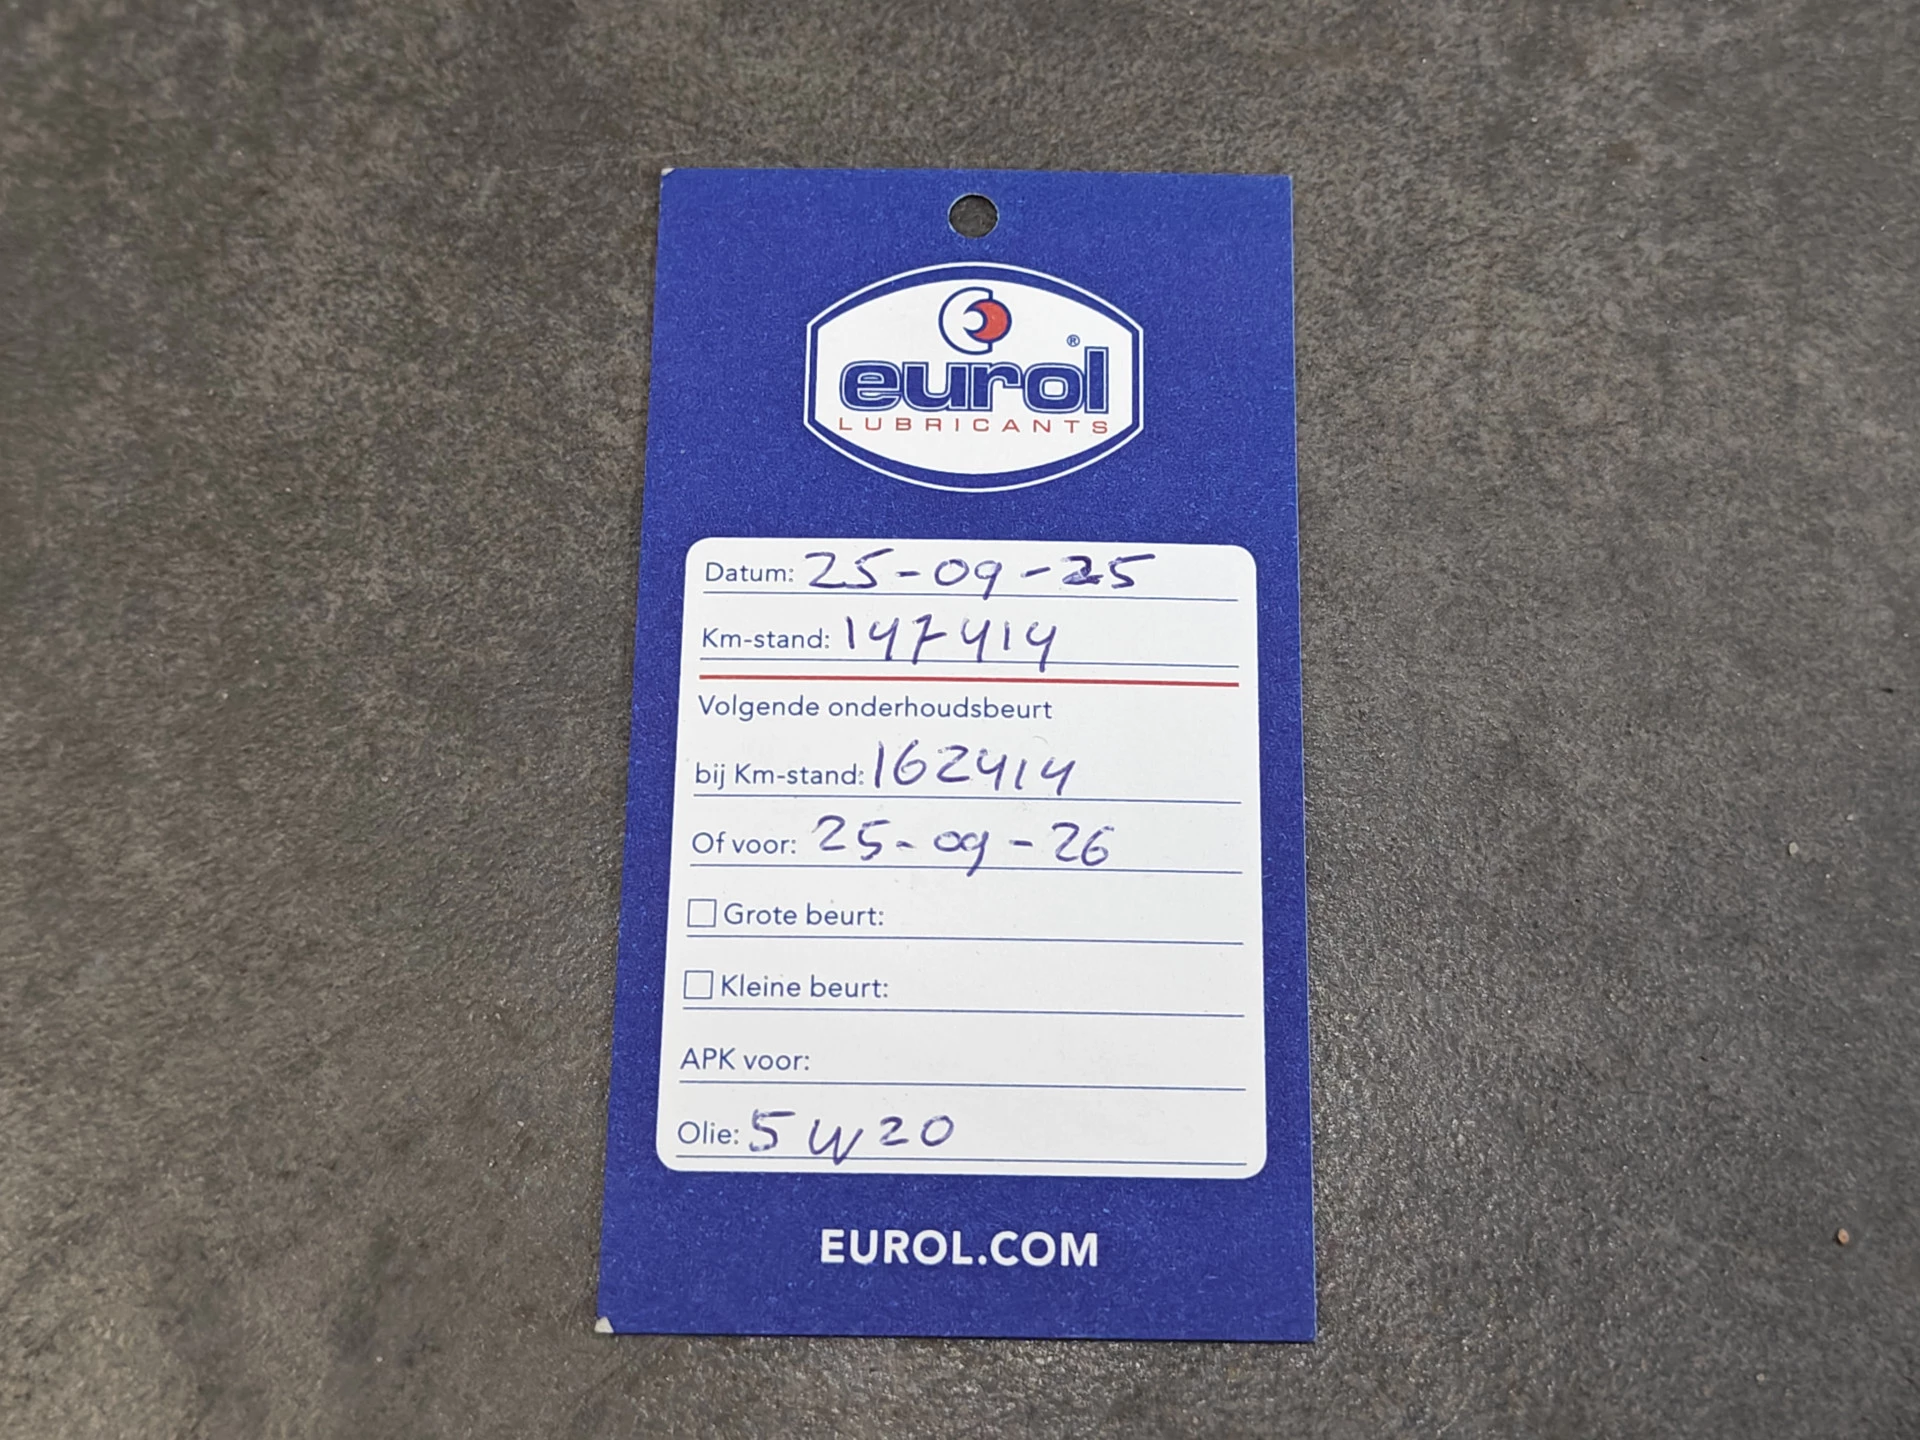 eurol®
LUBRICANTS
Datum: 25-09-25
Km-stand: 147414
Volgende onderhoudsbeurt
bij Km-stand: 162414
Of voor: 25-09-26
Grote beurt:
Kleine beurt:
APK voor:
Olie: 5W20
EUROL.COM